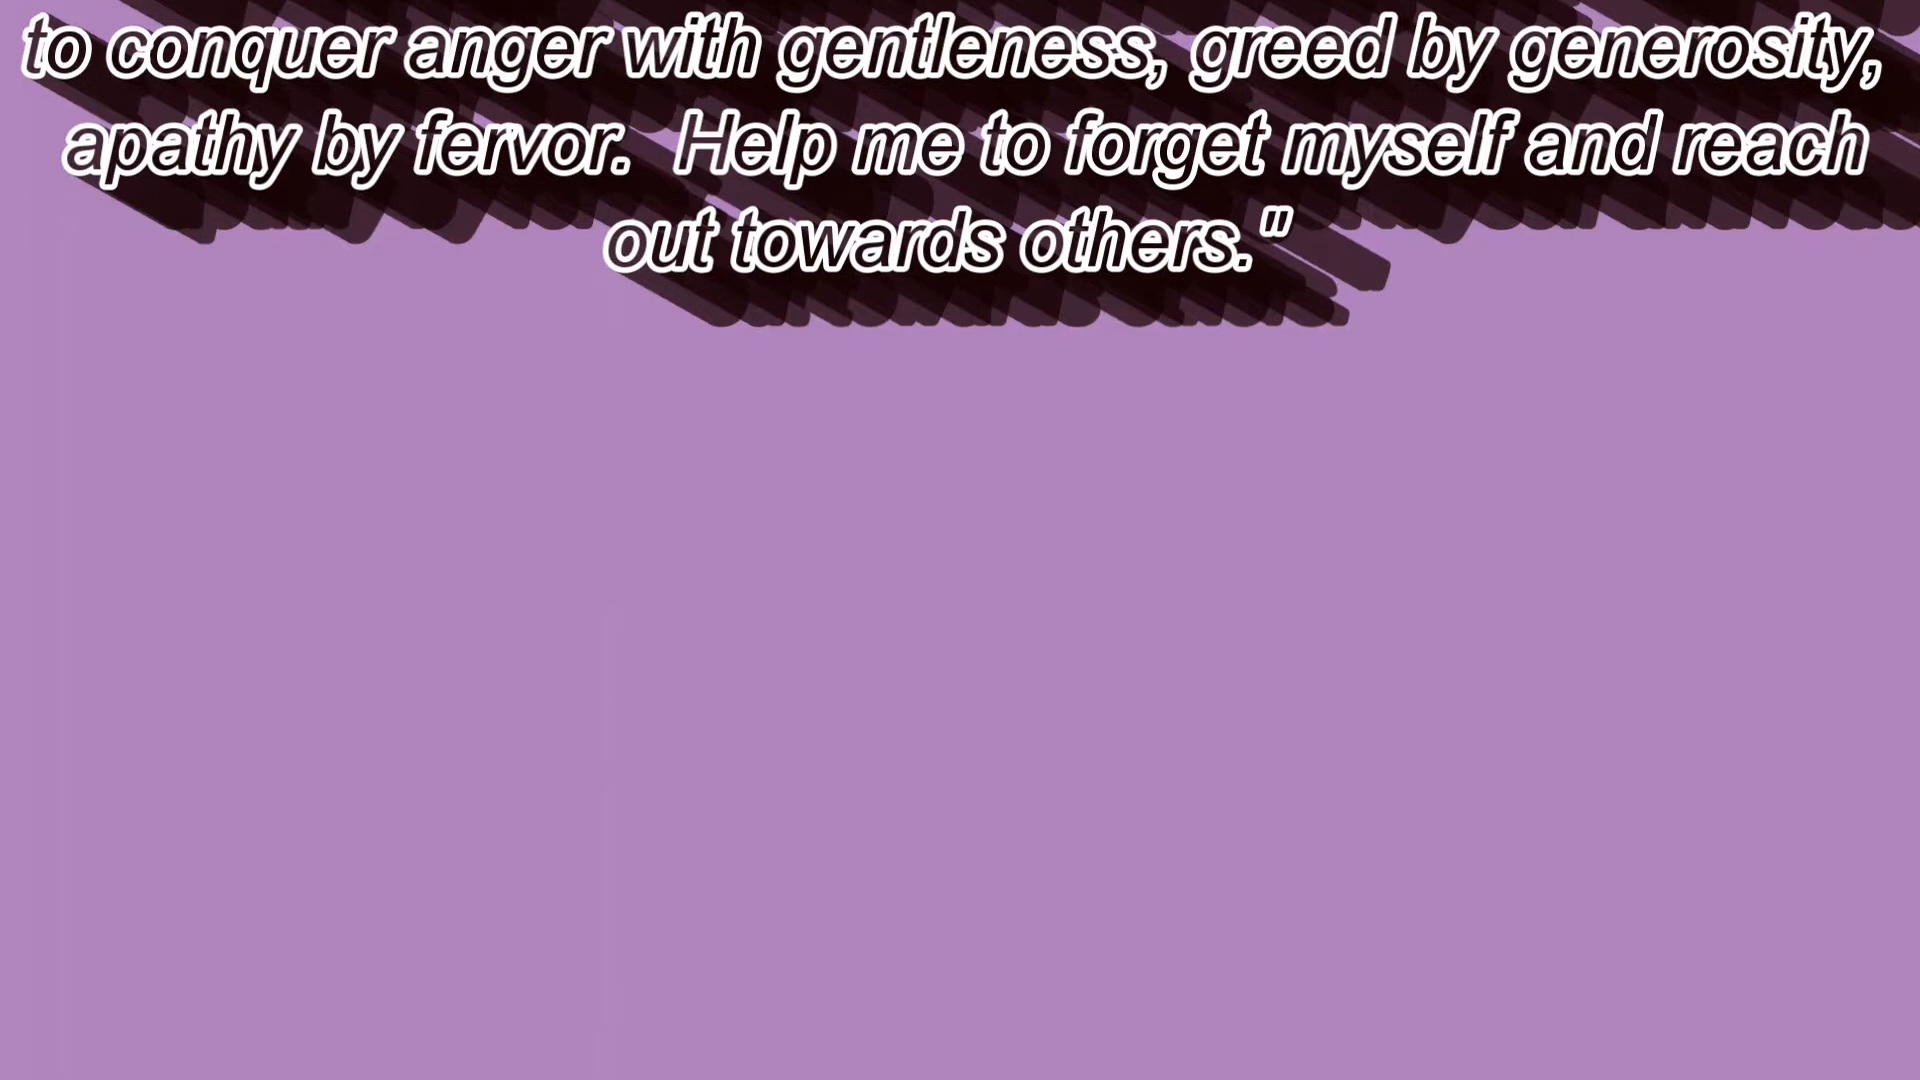 to conquer anger with gentleness, greed by generosity,
apathy by fervor.  Help me to forget myself and reach
out towards others."